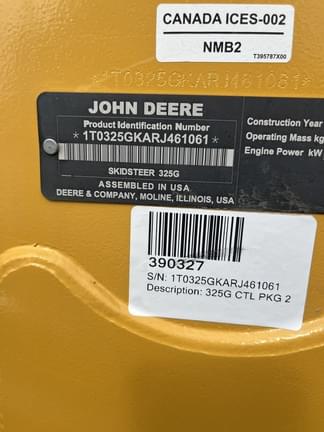 CANADA ICES-002
NMB2
T395787X00
*1T0325GKARJ461061*
JOHN DEERE
Product Identification Number
*1T0325GKARJ461061*
SKIDSTEER 325G
ASSEMBLED IN USA
DEERE & COMPANY, MOLINE, ILLINOIS, USA
Construction Year
Operating Mass kg
Engine Power kW
390327
S/N: 1T0325GKARJ461061
Description: 325G CTL PKG 2